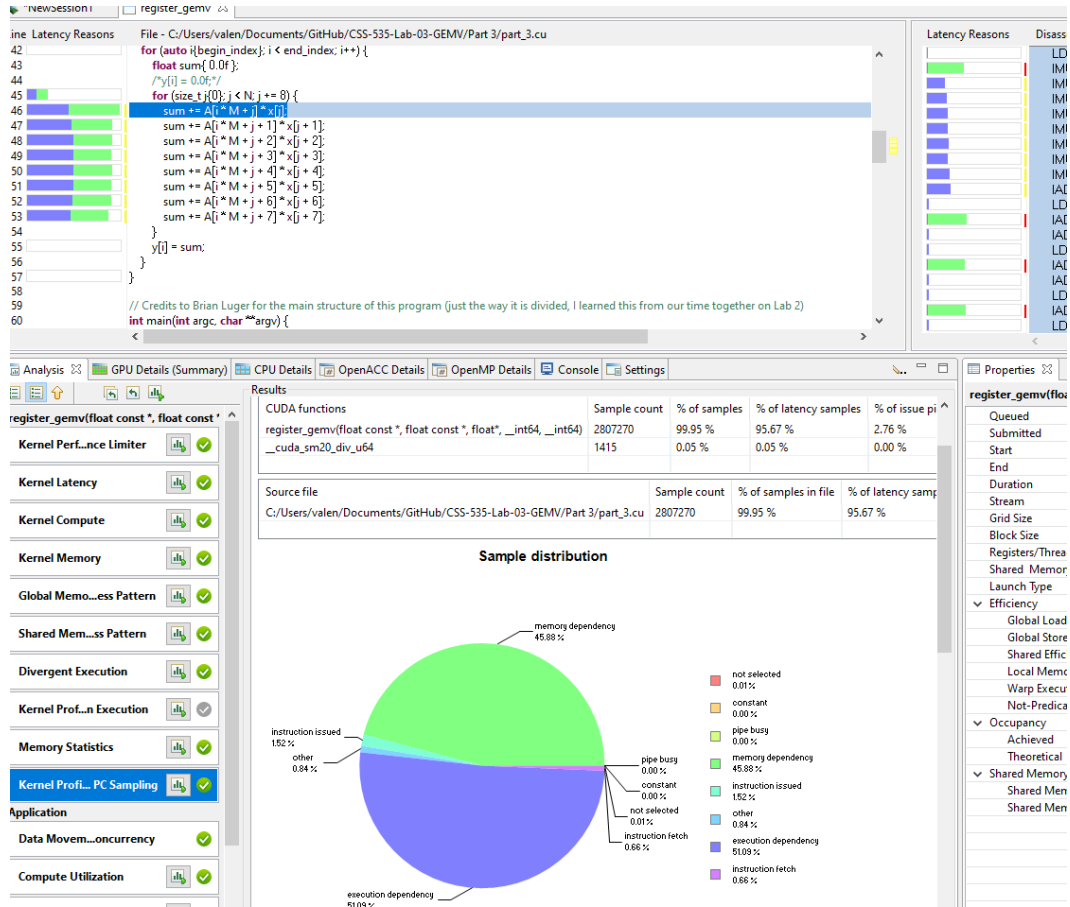 *NewSession1
register_gemv
ine Latency Reasons File - C:/Users/valen/Documents/GitHub/CSS-535-Lab-03-GEMV/Part 3/part_3.cu
42 for (auto i{begin_index}; i < end_index; i++) {
43 float sum{ 0.0f };
44 /*y[i] = 0.0f;*/
45 for (size_t j{0}; j < N; j += 8) {
46 sum += A[i * M + j] * x[j];
47 sum += A[i * M + j + 1] * x[j + 1];
48 sum += A[i * M + j + 2] * x[j + 2];
49 sum += A[i * M + j + 3] * x[j + 3];
50 sum += A[i * M + j + 4] * x[j + 4];
51 sum += A[i * M + j + 5] * x[j + 5];
52 sum += A[i * M + j + 6] * x[j + 6];
53 sum += A[i * M + j + 7] * x[j + 7];
54 }
55 y[i] = sum;
56 }
57 }
58
59 // Credits to Brian Luger for the main structure of this program (just the way it is divided, I learned this from our time together on Lab 2)
60 int main(int argc, char **argv) {
Latency Reasons Disas
LD
IMU
IMU
IMU
IMU
IMU
IMU
IMU
IMU
IAD
LD
IAD
IAD
LD
IAD
IAD
LD
IAD
LD
Analysis GPU Details (Summary) CPU Details OpenACC Details OpenMP Details Console Settings
register_gemv(float const *, float const *
Kernel Perf...nce Limiter
Kernel Latency
Kernel Compute
Kernel Memory
Global Memo...ess Pattern
Shared Mem...ss Pattern
Divergent Execution
Kernel Prof...n Execution
Memory Statistics
Kernel Profi... PC Sampling
Application
Data Movem...oncurrency
Compute Utilization
Results
CUDA functions Sample count % of samples % of latency samples % of issue pi
register_gemv(float const *, float const *, float*, __int64, __int64) 2807270 99.95 % 95.67 % 2.76 %
__cuda_sm20_div_u64 1415 0.05 % 0.05 % 0.00 %
Source file Sample count % of samples in file % of latency samp
C:/Users/valen/Documents/GitHub/CSS-535-Lab-03-GEMV/Part 3/part_3.cu 2807270 99.95 % 95.67 %
Sample distribution
memory dependency
45.88 %
instruction issued
1.52 %
other
0.84 %
execution dependency
51.09 %
pipe busy
0.00 %
constant
0.00 %
not selected
0.01 %
instruction fetch
0.66 %
not selected
0.01 %
constant
0.00 %
pipe busy
0.00 %
memory dependency
45.88 %
instruction issued
1.52 %
other
0.84 %
execution dependency
51.09 %
instruction fetch
0.66 %
Properties
register_gemv(floa
Queued
Submitted
Start
End
Duration
Stream
Grid Size
Block Size
Registers/Threa
Shared Memory
Launch Type
Efficiency
Global Load
Global Store
Shared Effic
Local Memo
Warp Execu
Not-Predica
Occupancy
Achieved
Theoretical
Shared Memory
Shared Mem
Shared Mem